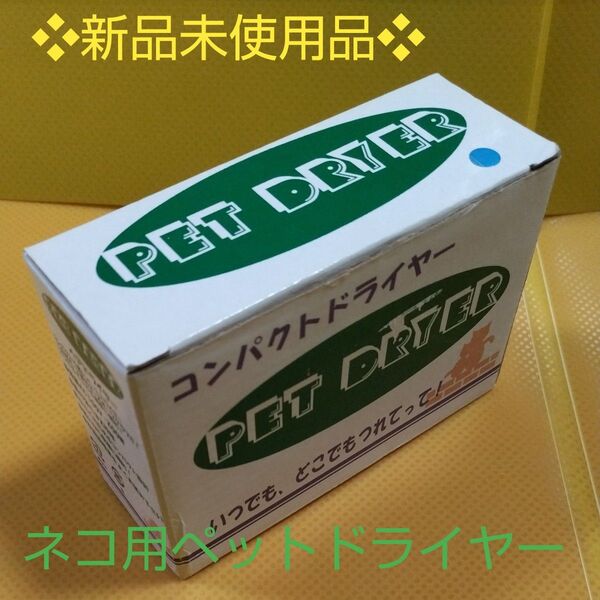 ❖新品未使用品❖
PET DRYER
コンパクトドライヤー
PET DRYER
いつでも、どこでもつれてって!
ネコ用ペットドライヤー